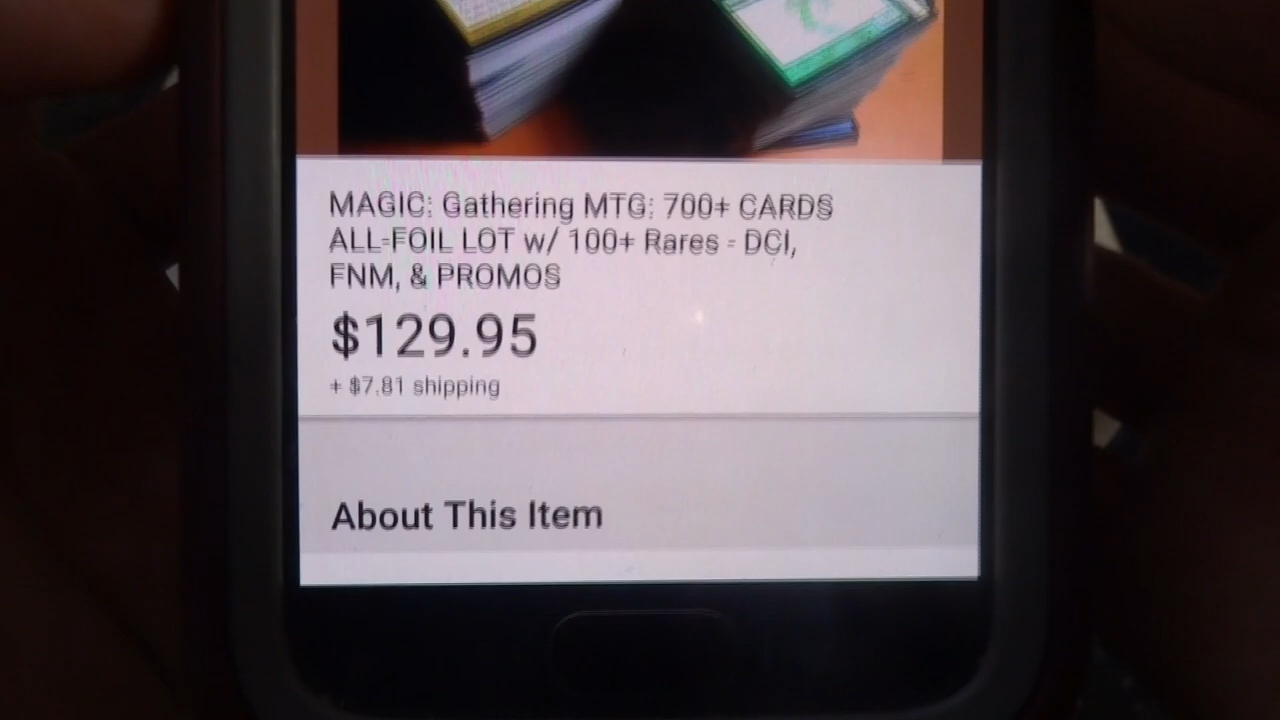 MAGIC: Gathering MTG: 700+ CARDS
ALL-FOIL LOT w/ 100+ Rares - DCI,
FNM, & PROMOS
$129.95
+ $7.81 shipping
About This Item